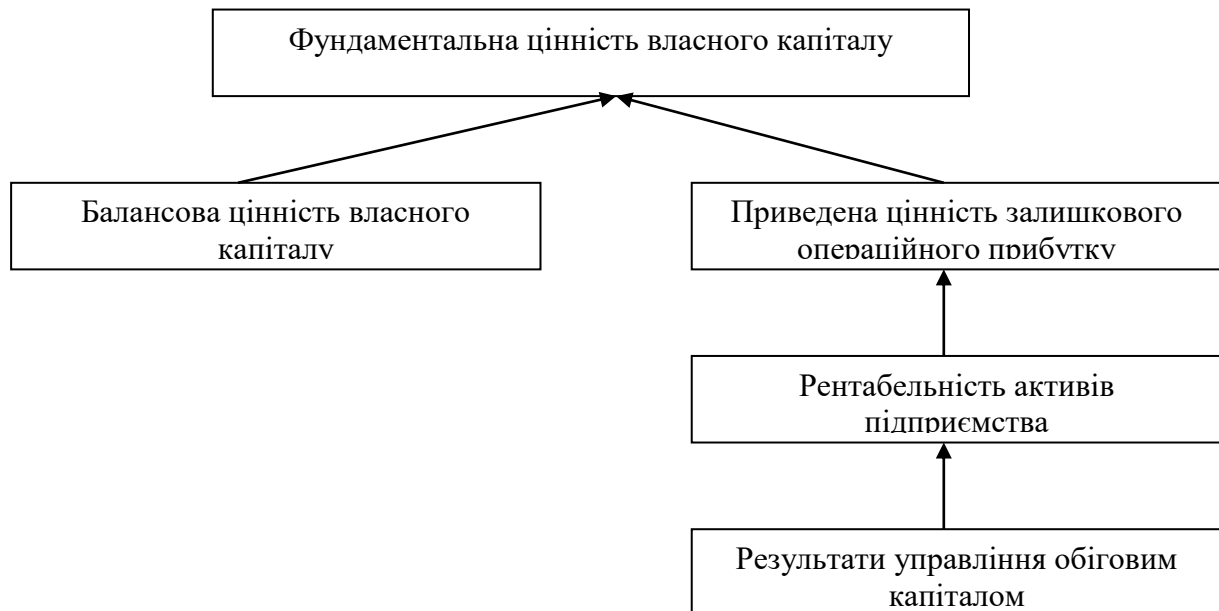 Фундаментальна цінність власного капіталу
Балансова цінність власного
капіталу
Приведена цінність залишкового
операційного прибутку
Рентабельність активів
підприємства
Результати управління обіговим
капіталом